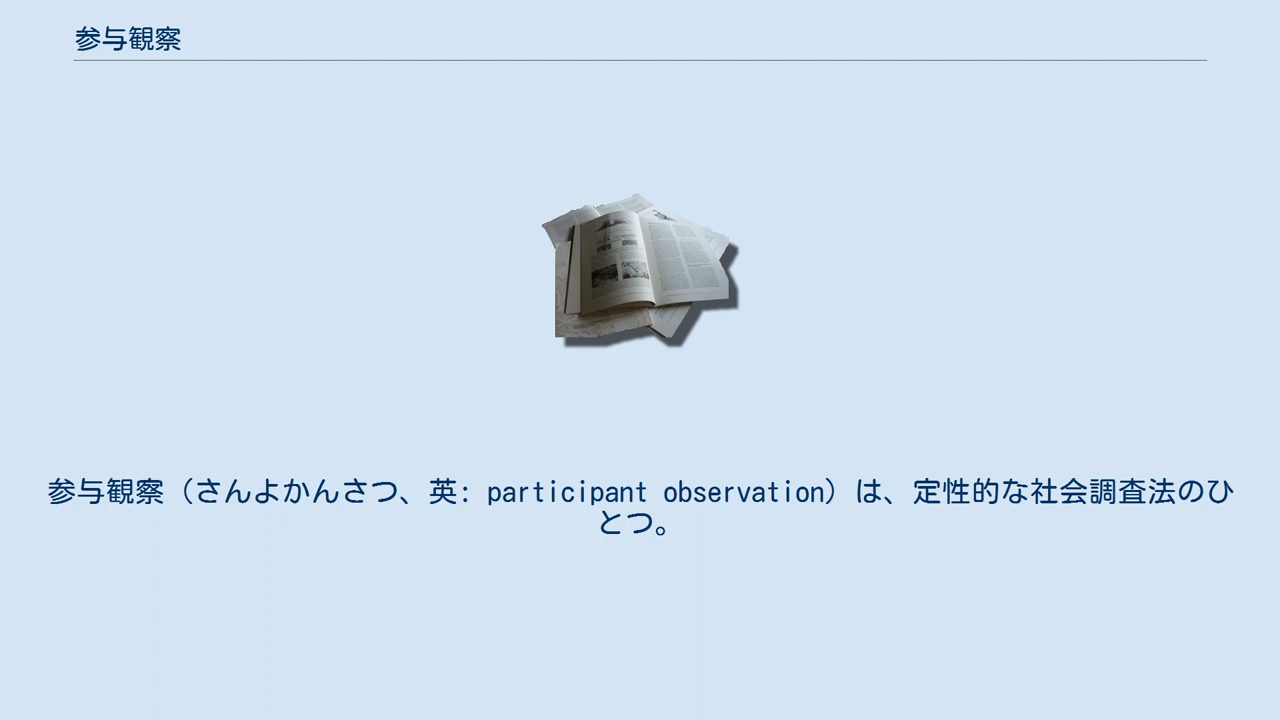 参与観察
参与観察（さんよかんさつ、英: participant observation）は、定性的な社会調査法のひ
とつ。